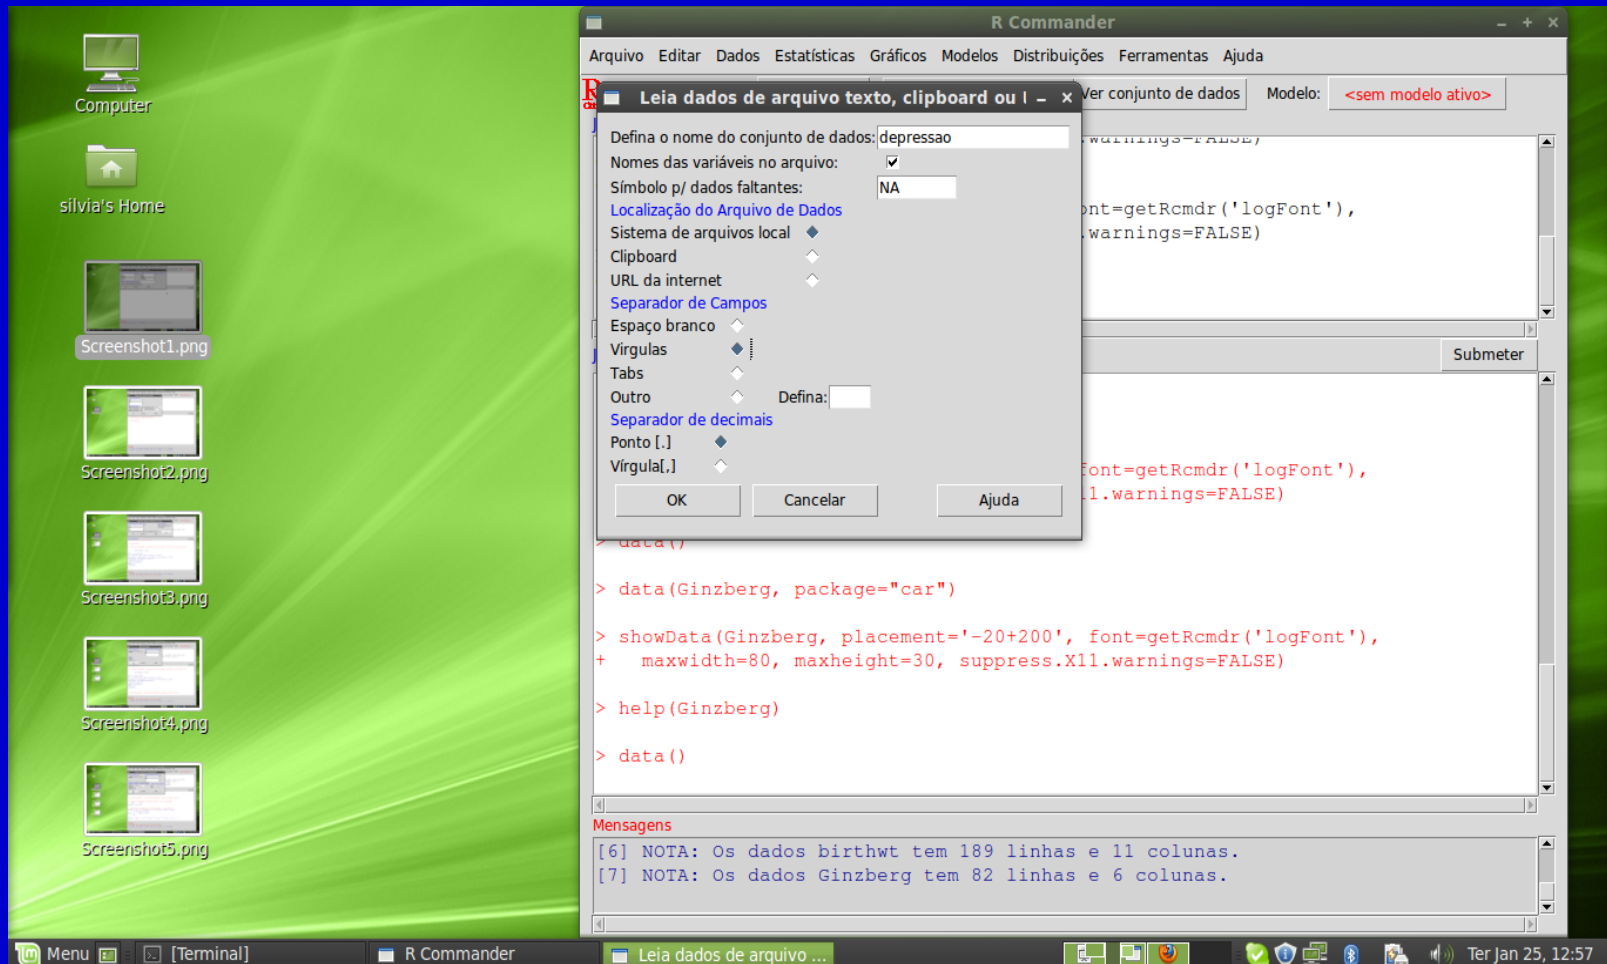 Computer
silvia's Home
Screenshot1.png
Screenshot2.png
Screenshot3.png
Screenshot4.png
Screenshot5.png
R Commander
Arquivo Editar Dados Estatísticas Gráficos Modelos Distribuições Ferramentas Ajuda
R
Ver conjunto de dados Modelo: <sem modelo ativo>
Leia dados de arquivo texto, clipboard ou
Defina o nome do conjunto de dados: depressao
Nomes das variáveis no arquivo:
Símbolo p/ dados faltantes: NA
Localização do Arquivo de Dados
Sistema de arquivos local
Clipboard
URL da internet
Separador de Campos
Espaço branco
Virgulas
Tabs
Outro Defina:
Separador de decimais
Ponto [.]
Vírgula[,]
OK Cancelar Ajuda
.warnings=FALSE)
ont=getRcmdr('logFont'),
.warnings=FALSE)
Submeter
font=getRcmdr('logFont'),
11.warnings=FALSE)
> data()
> data(Ginzberg, package="car")
> showData(Ginzberg, placement='-20+200', font=getRcmdr('logFont'),
+ maxwidth=80, maxheight=30, suppress.X11.warnings=FALSE)
> help(Ginzberg)
> data()
Mensagens
[6] NOTA: Os dados birthwt tem 189 linhas e 11 colunas.
[7] NOTA: Os dados Ginzberg tem 82 linhas e 6 colunas.
Menu [Terminal] R Commander Leia dados de arquivo ... Ter Jan 25, 12:57